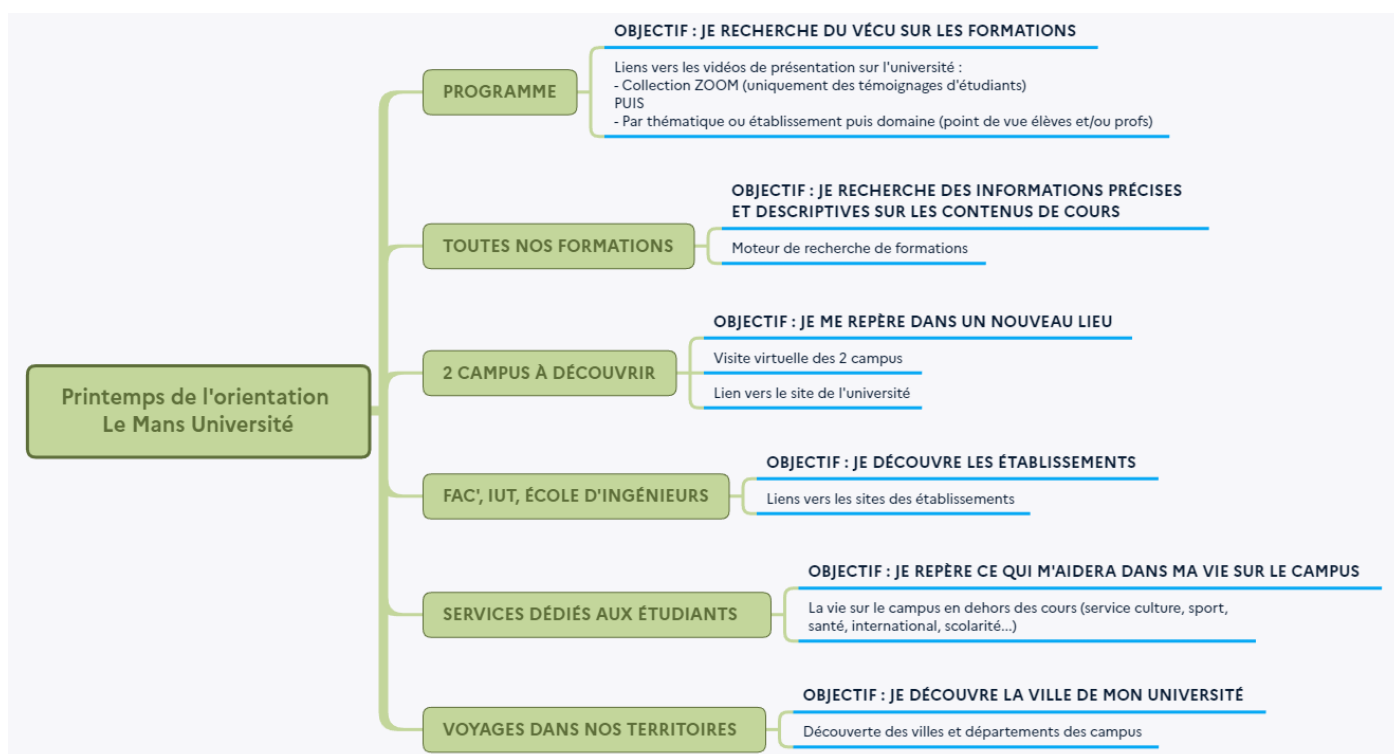 Printemps de l'orientation
Le Mans Université
PROGRAMME
OBJECTIF : JE RECHERCHE DU VÉCU SUR LES FORMATIONS
Liens vers les vidéos de présentation sur l'université :
- Collection ZOOM (uniquement des témoignages d'étudiants)
PUIS
- Par thématique ou établissement puis domaine (point de vue élèves et/ou profs)
TOUTES NOS FORMATIONS
OBJECTIF : JE RECHERCHE DES INFORMATIONS PRÉCISES
ET DESCRIPTIVES SUR LES CONTENUS DE COURS
Moteur de recherche de formations
2 CAMPUS À DÉCOUVRIR
OBJECTIF : JE ME REPÈRE DANS UN NOUVEAU LIEU
Visite virtuelle des 2 campus
Lien vers le site de l'université
FAC', IUT, ÉCOLE D'INGÉNIEURS
OBJECTIF : JE DÉCOUVRE LES ÉTABLISSEMENTS
Liens vers les sites des établissements
SERVICES DÉDIÉS AUX ÉTUDIANTS
OBJECTIF : JE REPÈRE CE QUI M'AIDERA DANS MA VIE SUR LE CAMPUS
La vie sur le campus en dehors des cours (service culture, sport,
santé, international, scolarité...)
VOYAGES DANS NOS TERRITOIRES
OBJECTIF : JE DÉCOUVRE LA VILLE DE MON UNIVERSITÉ
Découverte des villes et départements des campus